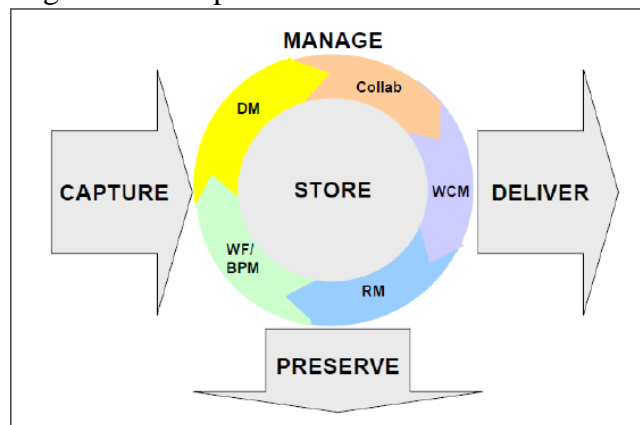 MANAGE
Collab
DM
CAPTURE
STORE
WCM
DELIVER
WF/
BPM
RM
PRESERVE